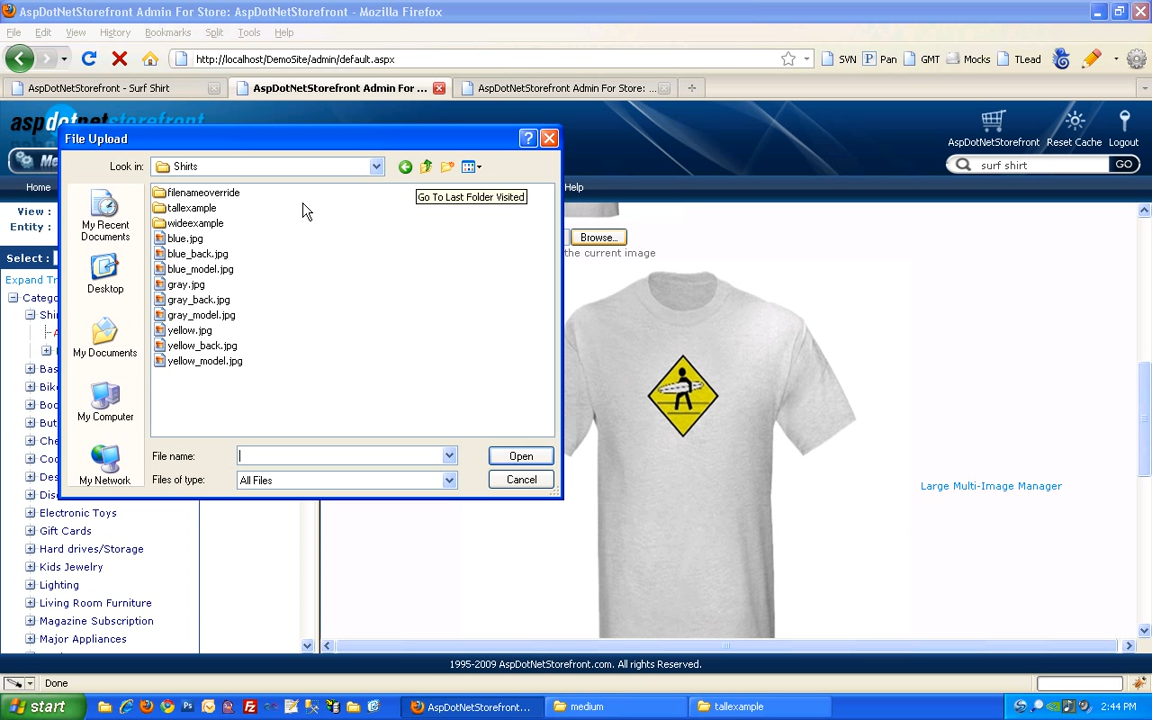 AspDotNetStorefront Admin For Store: AspDotNetStorefront - Mozilla Firefox
File Edit View History Bookmarks Split Tools Help
http://localhost/DemoSite/admin/default.aspx SVN Pan GMT Mocks TLead
AspDotNetStorefront - Surf Shirt AspDotNetStorefront Admin For ... AspDotNetStorefront Admin For Store: ...
aspdotnetstorefront
AspDotNetStorefront Reset Cache Logout
surf shirt GO
Home Help
View :
Entity :
Select :
Expand
File Upload
Look in: Shirts
Go To Last Folder Visited
My Recent Documents
Desktop
My Documents
My Computer
My Network
filenameoverride
tallexample
wideexample
blue.jpg
blue_back.jpg
blue_model.jpg
gray.jpg
gray_back.jpg
gray_model.jpg
yellow.jpg
yellow_back.jpg
yellow_model.jpg
File name: Open
Files of type: All Files Cancel
Browse...
the current image
Large Multi-Image Manager
Electronic Toys
Gift Cards
Hard drives/Storage
Kids Jewelry
Lighting
Living Room Furniture
Magazine Subscription
Major Appliances
1995-2009 AspDotNetStorefront.com. All rights Reserved.
Done
start AspDotNetStorefront... medium tallexample 2:44 PM